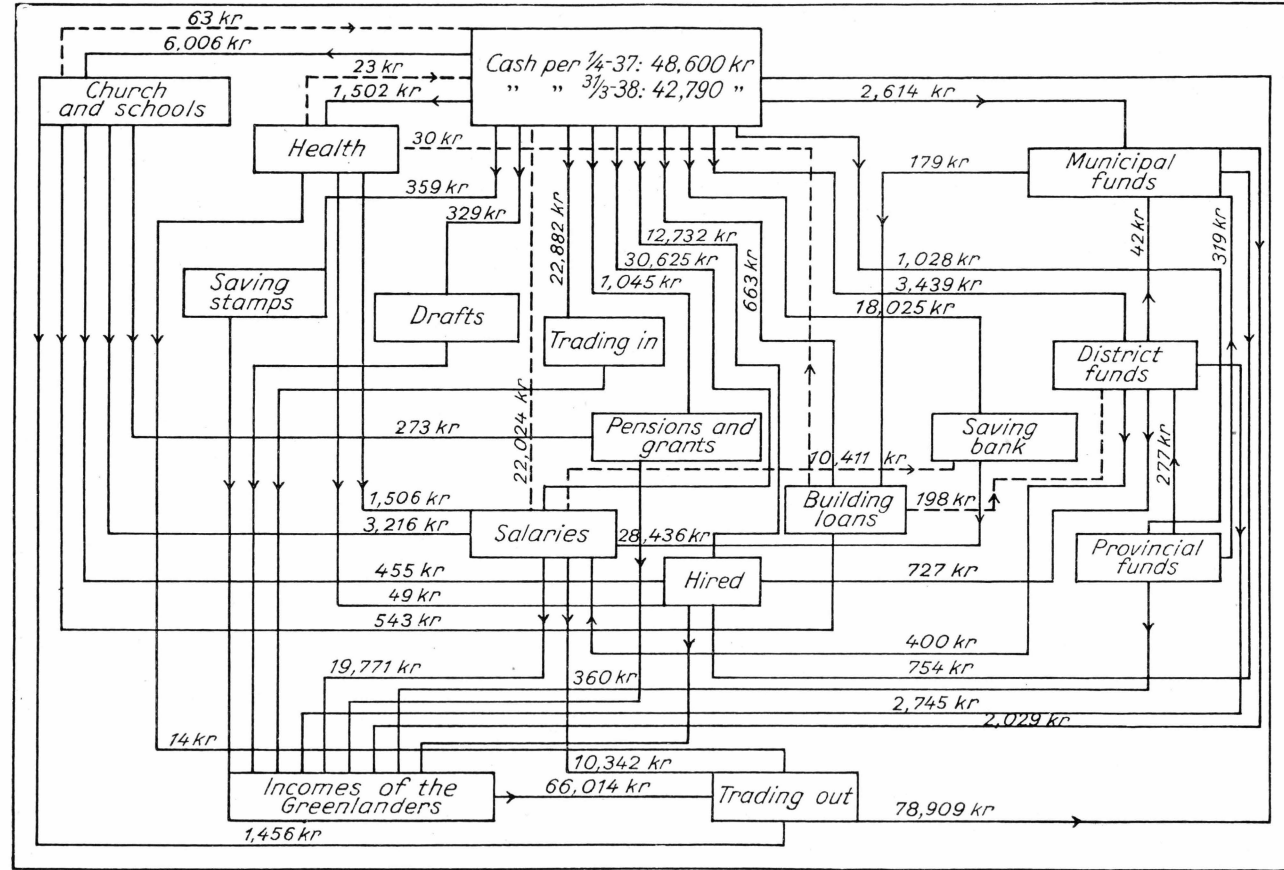 63 kr
6,006 kr
Cash per 1/4-37: 48,600 kr
„ „ 31/3-38: 42,790 „
23 kr
Church
and schools
1,502 kr
2,614 kr
Health
30 kr
179 kr
Municipal
funds
359 kr
329 kr
22,882 kr
12,732 kr
30,625 kr
1,045 kr
663 kr
42 kr
319 kr
1,028 kr
3,439 kr
18,025 kr
Saving
stamps
Drafts
Trading in
District
funds
273 kr
22,024 kr
Pensions and
grants
Saving
bank
10,411 kr
277 kr
1,506 kr
3,216 kr
Salaries
28,436 kr
Building
loans
198 kr
Provincial
funds
455 kr
49 kr
Hired
727 kr
543 kr
400 kr
19,771 kr
360 kr
754 kr
2,745 kr
2,029 kr
14 kr
10,342 kr
Incomes of the
Greenlanders
66,014 kr
Trading out
78,909 kr
1,456 kr